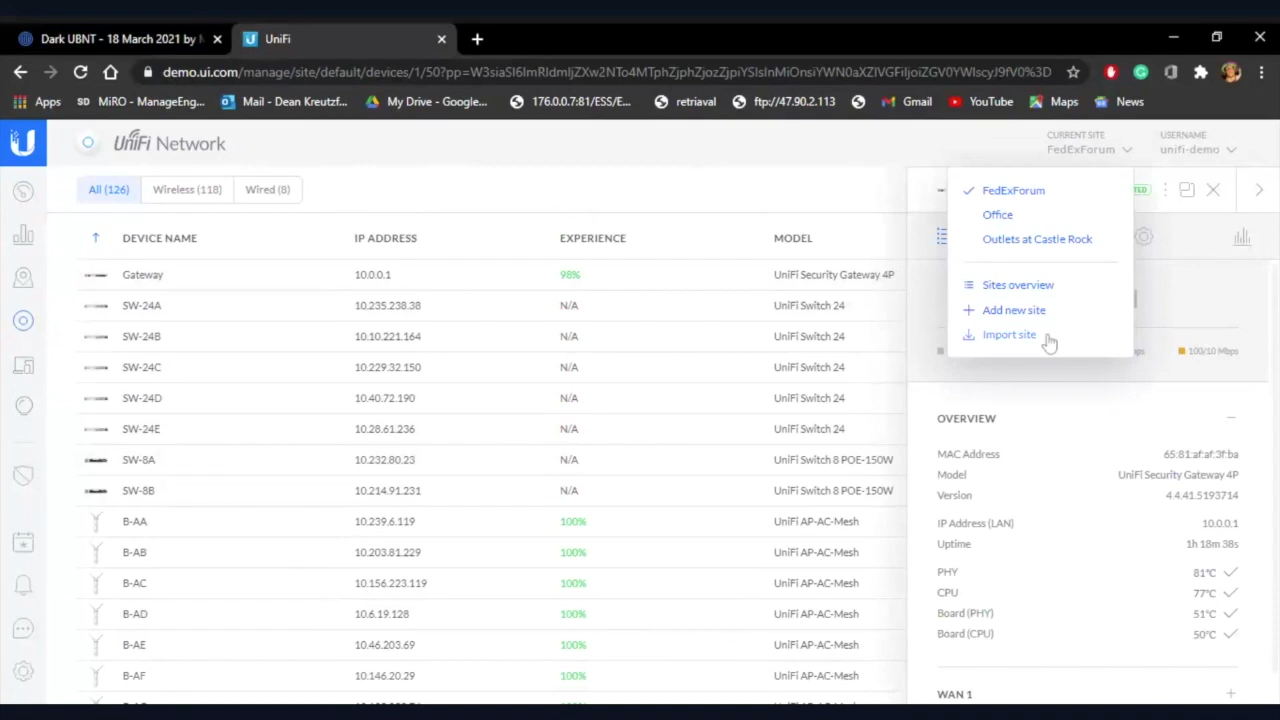 Dark UBNT - 18 March 2021 by
UniFi
demo.ui.com/manage/site/default/devices/1/50?pp=W3siaSI6ImRldmljZXw2NTo4MTphZjphZjozZjpiYSIsInMiOnsiYWN0aXZlVGFiIjoiZGV0YWlscyJ9fV0%3D
Apps
MiRO - ManageEng...
Mail - Dean Kreutzf...
My Drive - Google...
176.0.0.7:81/ESS/E...
retrieval
ftp://47.90.2.113
Gmail
YouTube
Maps
News
UniFi Network
CURRENT SITE
FedExForum
USERNAME
unifi-demo
All (126)
Wireless (118)
Wired (8)
FedExForum
Office
Outlets at Castle Rock
Sites overview
Add new site
Import site
DEVICE NAME IP ADDRESS EXPERIENCE MODEL
Gateway 10.0.0.1 98% UniFi Security Gateway 4P
SW-24A 10.235.238.38 N/A UniFi Switch 24
SW-24B 10.10.221.164 N/A UniFi Switch 24
SW-24C 10.229.32.150 N/A UniFi Switch 24
SW-24D 10.40.72.190 N/A UniFi Switch 24
SW-24E 10.28.61.236 N/A UniFi Switch 24
SW-8A 10.232.80.23 N/A UniFi Switch 8 POE-150W
SW-8B 10.214.91.231 N/A UniFi Switch 8 POE-150W
B-AA 10.239.6.119 100% UniFi AP-AC-Mesh
B-AB 10.203.81.229 100% UniFi AP-AC-Mesh
B-AC 10.156.223.119 100% UniFi AP-AC-Mesh
B-AD 10.6.19.128 100% UniFi AP-AC-Mesh
B-AE 10.46.203.69 100% UniFi AP-AC-Mesh
B-AF 10.146.20.29 100% UniFi AP-AC-Mesh
100/10 Mbps
OVERVIEW
MAC Address 65:81:af:af:3f:ba
Model UniFi Security Gateway 4P
Version 4.4.41.5193714
IP Address (LAN) 10.0.0.1
Uptime 1h 18m 38s
PHY 81°C
CPU 77°C
Board (PHY) 51°C
Board (CPU) 50°C
WAN 1